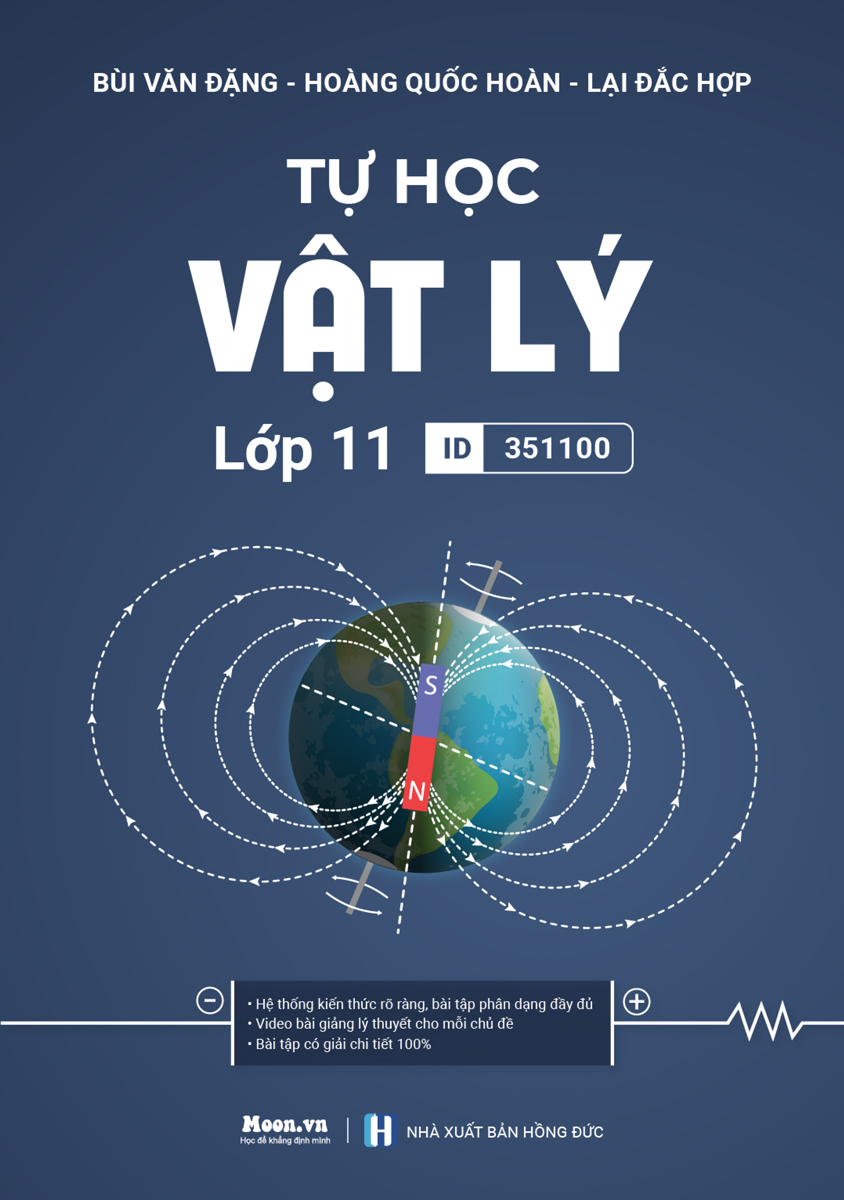 BÙI VĂN ĐẶNG - HOÀNG QUỐC HOÀN - LẠI ĐẮC HỢP
TỰ HỌC
VẬT LÝ
Lớp 11 ID 351100
S
N
• Hệ thống kiến thức rõ ràng, bài tập phân dạng đầy đủ
• Video bài giảng lý thuyết cho mỗi chủ đề
• Bài tập có giải chi tiết 100%
Moon.vn
Học để khẳng định mình
NHÀ XUẤT BẢN HỒNG ĐỨC